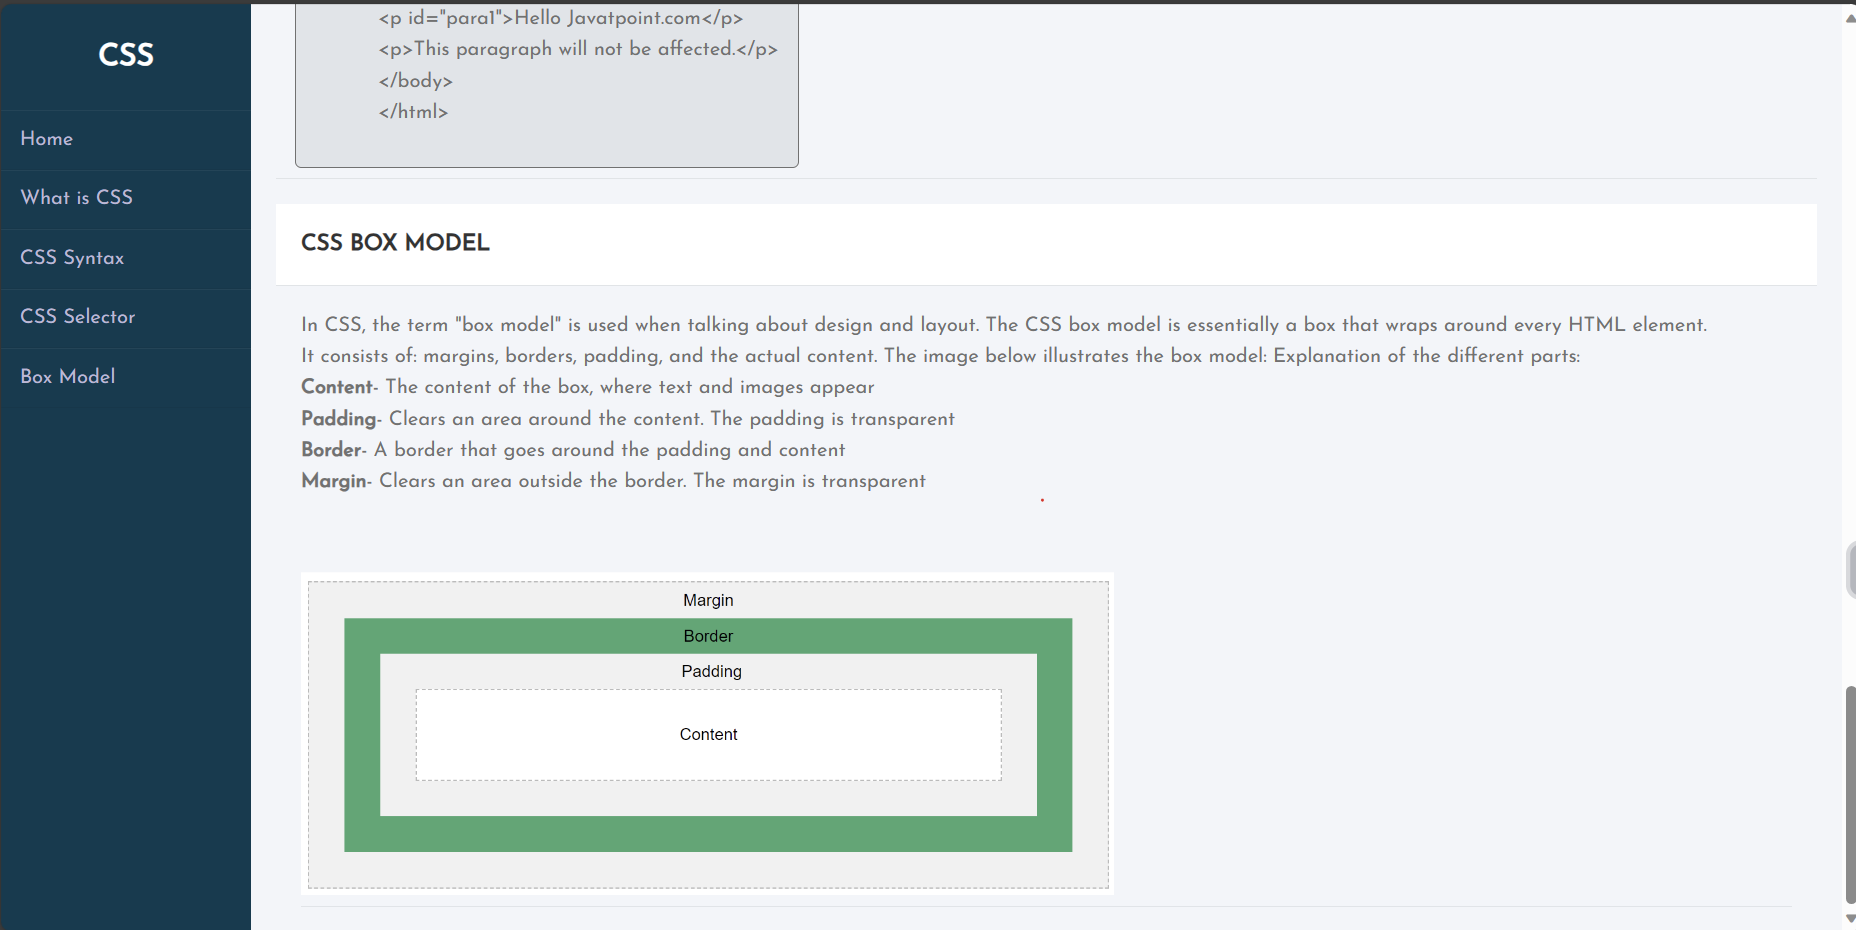 CSS
Home
What is CSS
CSS Syntax
CSS Selector
Box Model
<p id="para1">Hello Javatpoint.com</p>
<p>This paragraph will not be affected.</p>
</body>
</html>
CSS BOX MODEL
In CSS, the term "box model" is used when talking about design and layout. The CSS box model is essentially a box that wraps around every HTML element.
It consists of: margins, borders, padding, and the actual content. The image below illustrates the box model: Explanation of the different parts:
Content- The content of the box, where text and images appear
Padding- Clears an area around the content. The padding is transparent
Border- A border that goes around the padding and content
Margin- Clears an area outside the border. The margin is transparent
Margin
Border
Padding
Content